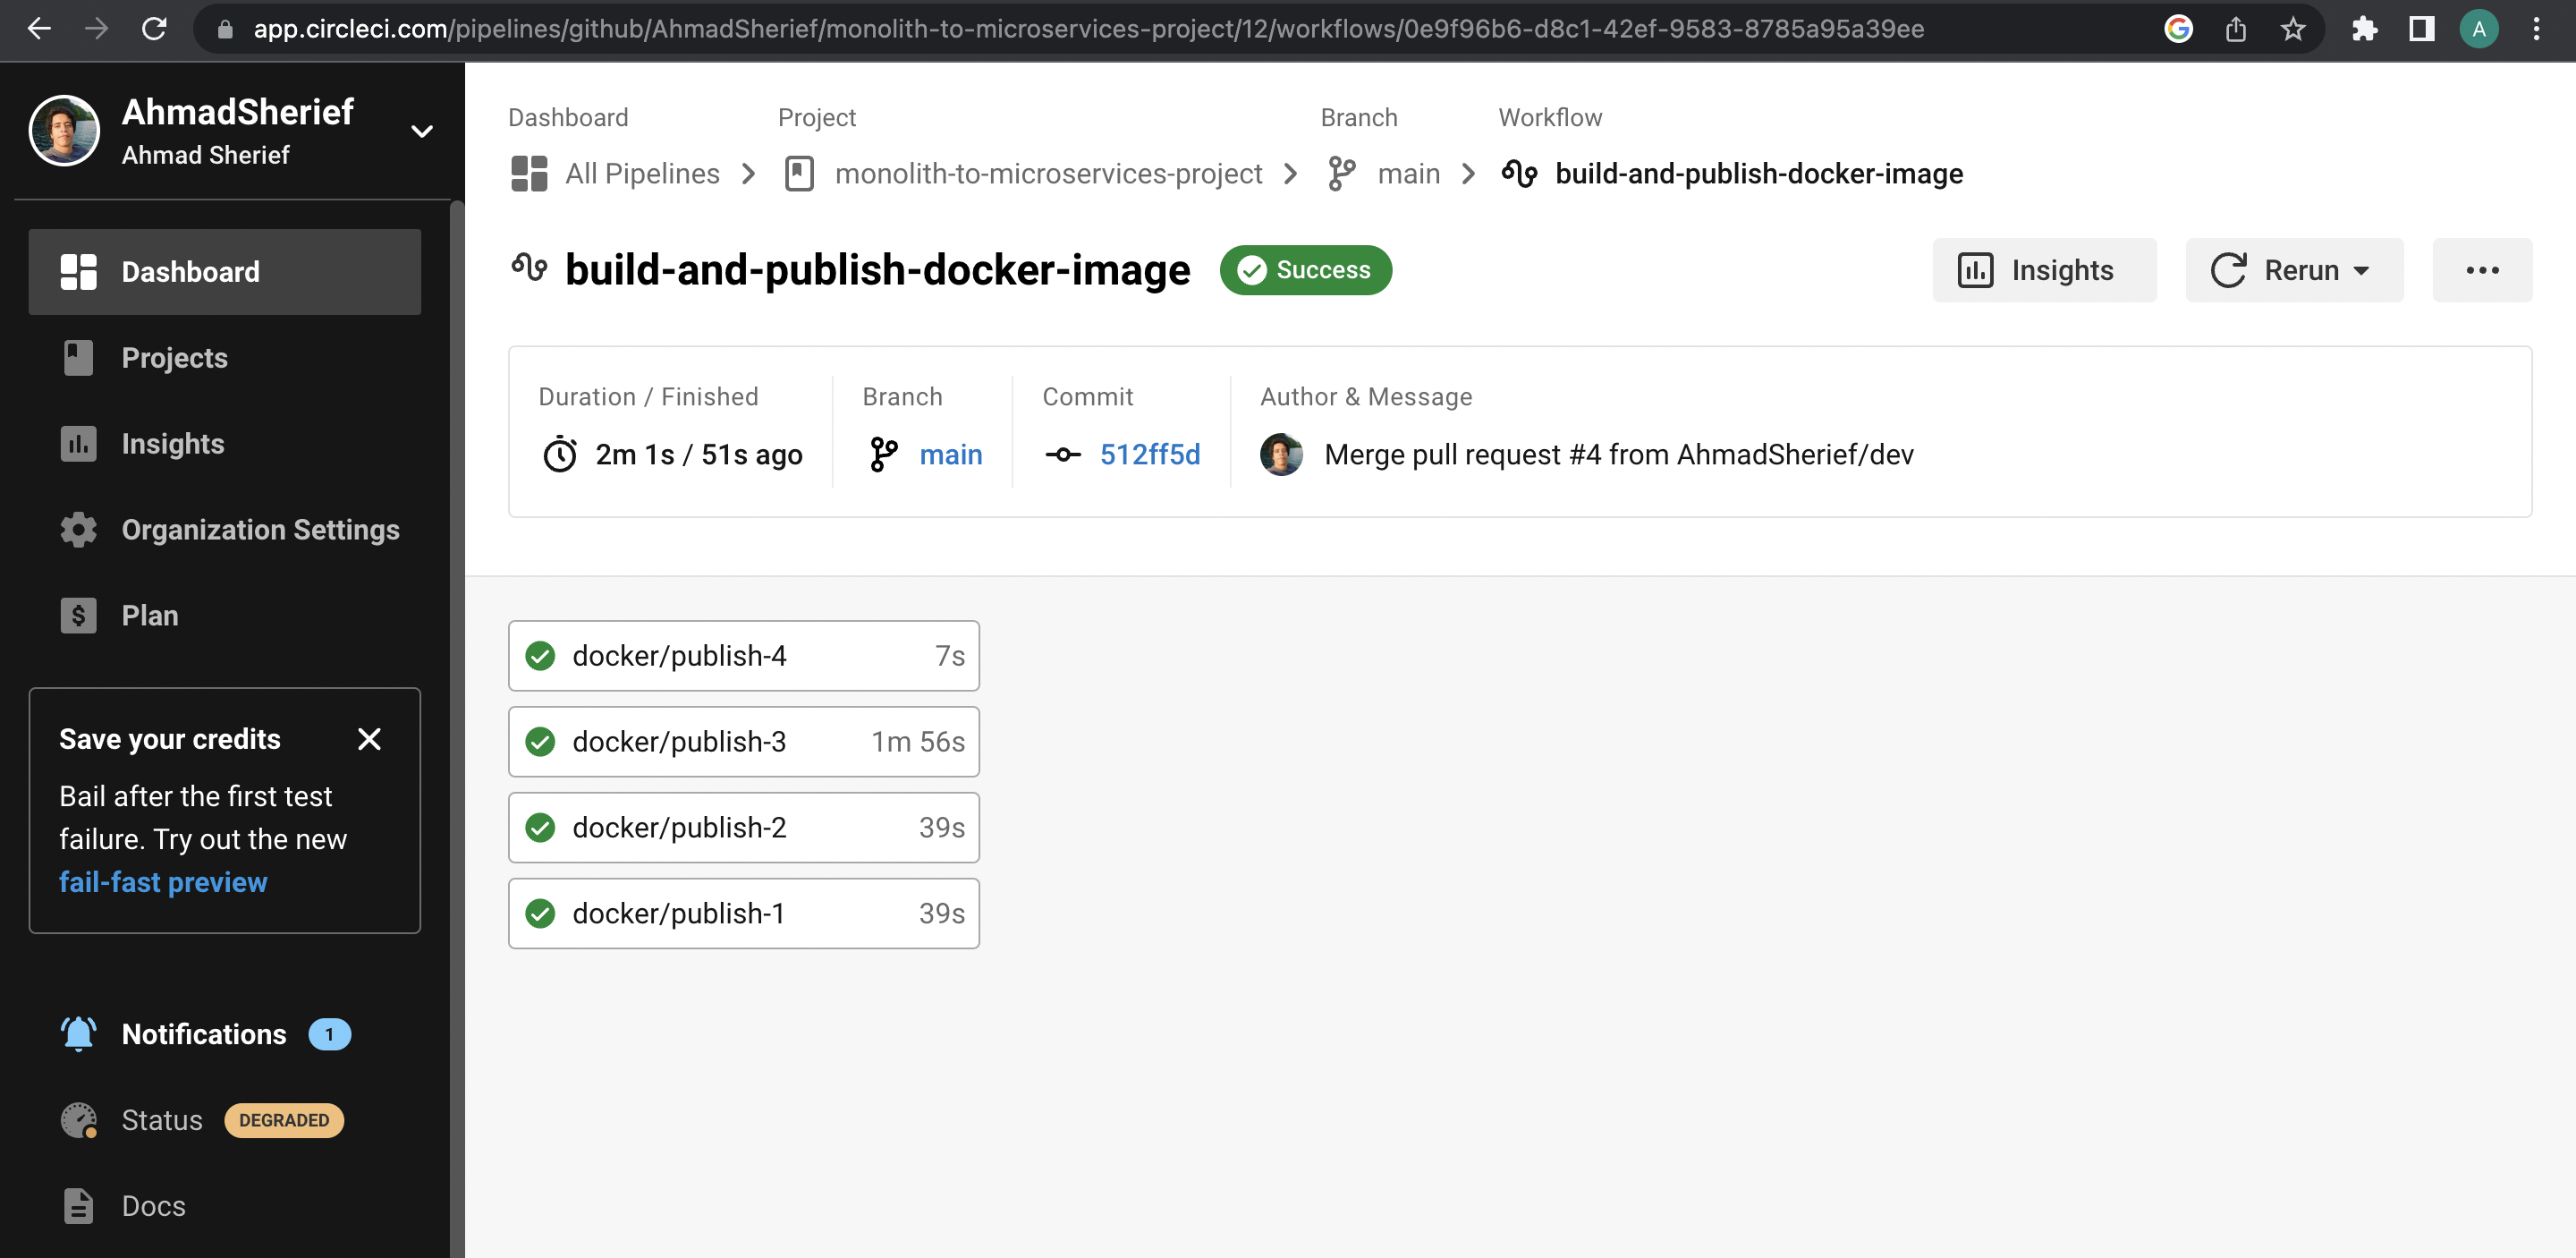 app.circleci.com/pipelines/github/AhmadSherief/monolith-to-microservices-project/12/workflows/0e9f96b6-d8c1-42ef-9583-8785a95a39ee
A
AhmadSherief
Ahmad Sherief
Dashboard
Projects
Insights
Organization Settings
Plan
Save your credits
Bail after the first test
failure. Try out the new
fail-fast preview
Notifications 1
Status DEGRADED
Docs
Dashboard Project Branch Workflow
All Pipelines monolith-to-microservices-project main build-and-publish-docker-image
build-and-publish-docker-image Success Insights Rerun
Duration / Finished Branch Commit Author & Message
2m 1s / 51s ago main 512ff5d Merge pull request #4 from AhmadSherief/dev
docker/publish-4 7s
docker/publish-3 1m 56s
docker/publish-2 39s
docker/publish-1 39s